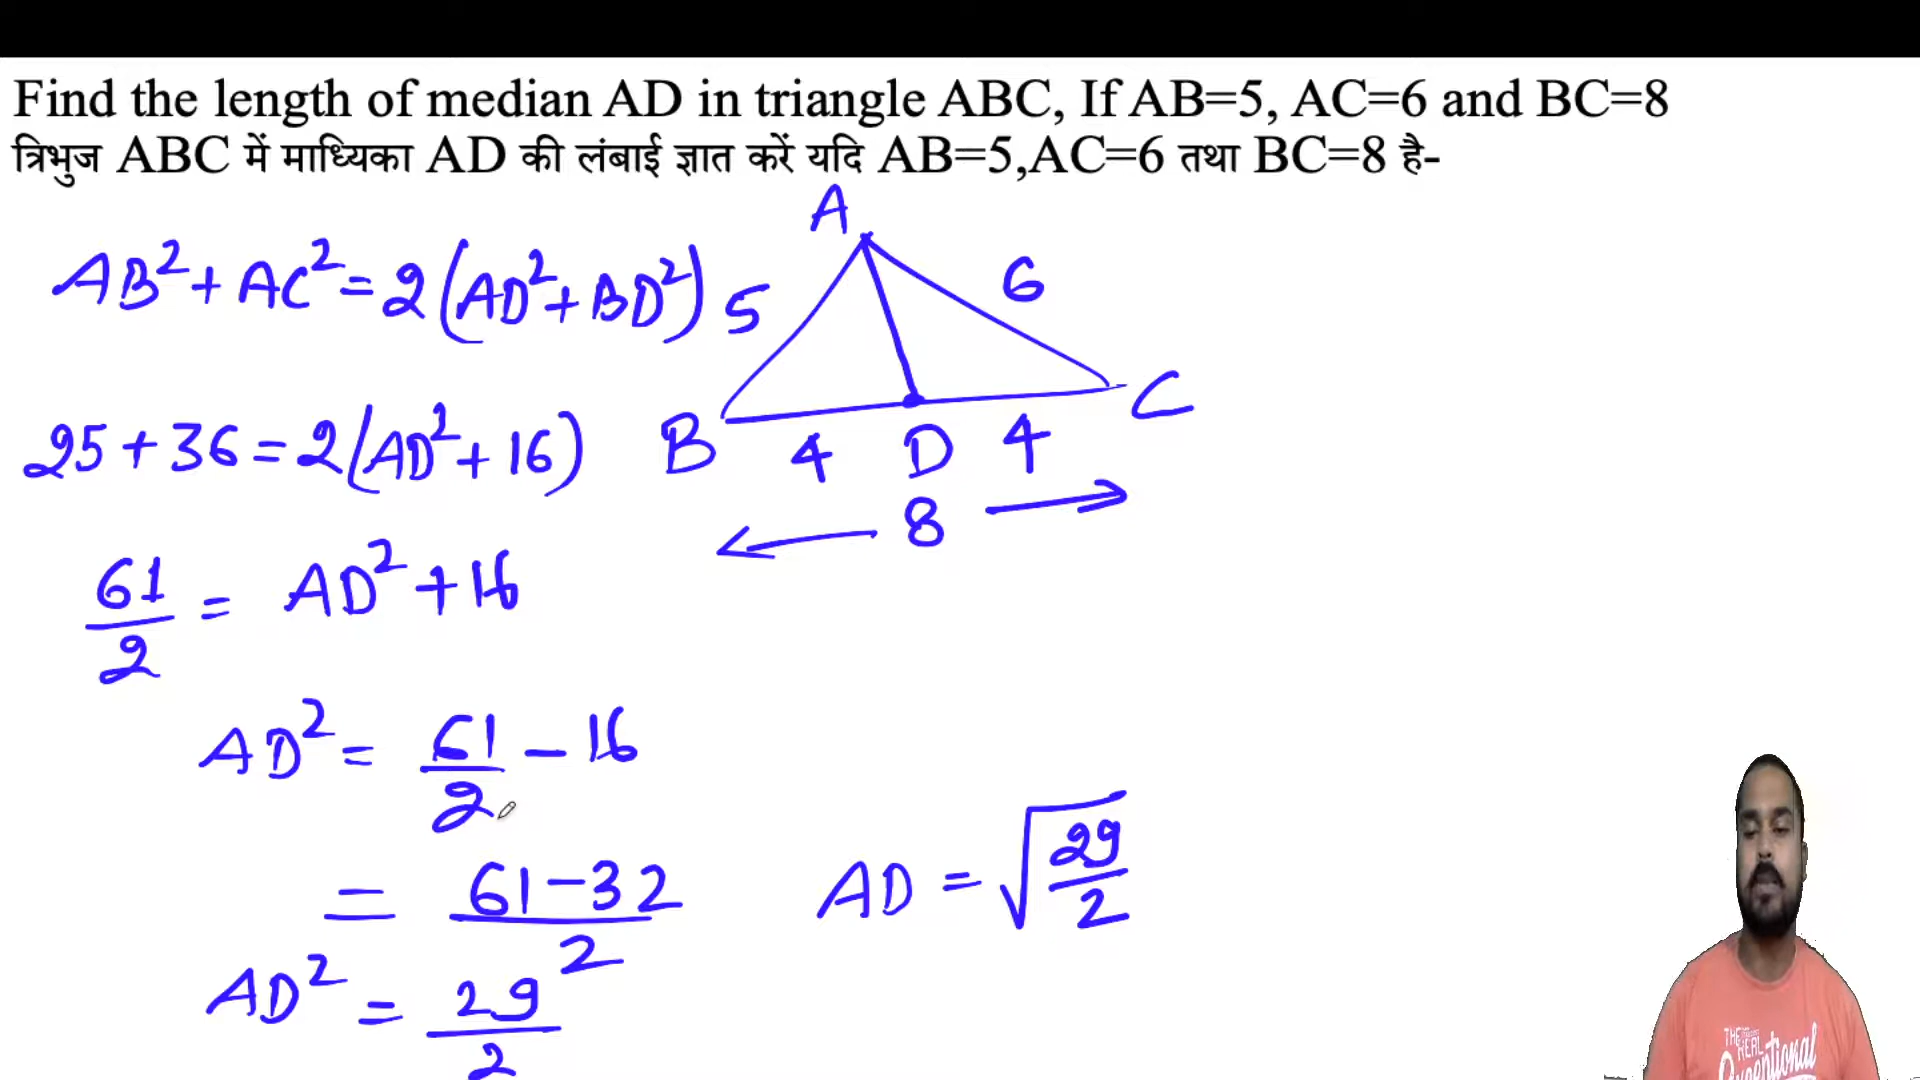 Find the length of median AD in triangle ABC, If AB=5, AC=6 and BC=8
त्रिभुज ABC में माध्यिका AD की लंबाई ज्ञात करें यदि AB=5,AC=6 तथा BC=8 है-
A
AB²+AC²=2(AD²+BD²)
5
6
25+36=2(AD²+16)
B
4
D
4
C
8
61/2 = AD²+16
AD² = 61/2 - 16
= 61-32/2
AD = √29/2
AD² = 29/2
THE
REAL